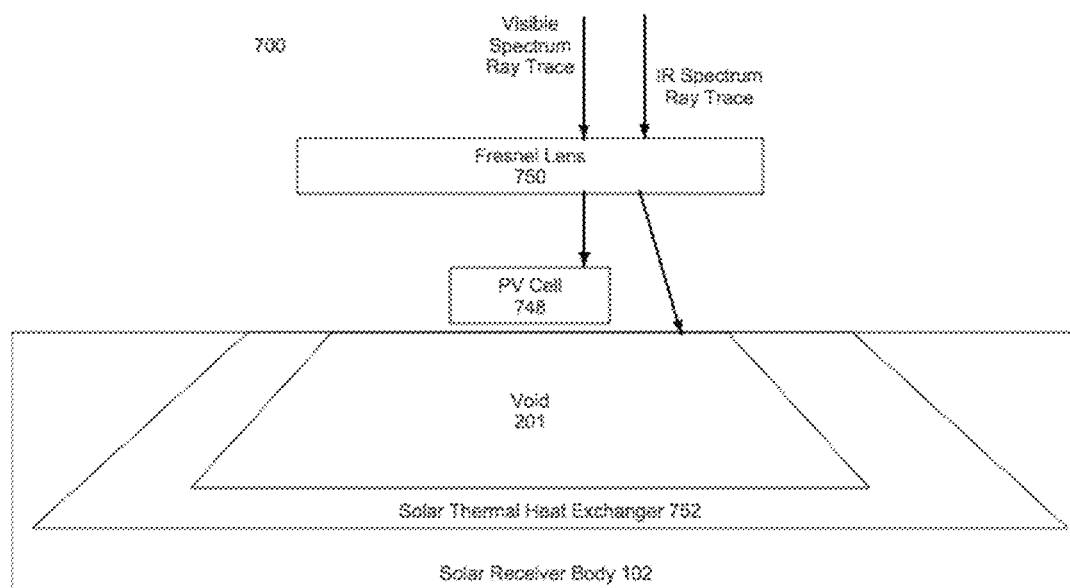 700
Visible
Spectrum
Ray Trace
IR Spectrum
Ray Trace
Fresnel Lens
750
PV Cell
748
Void
201
Solar Thermal Heat Exchanger 752
Solar Receiver Body 102